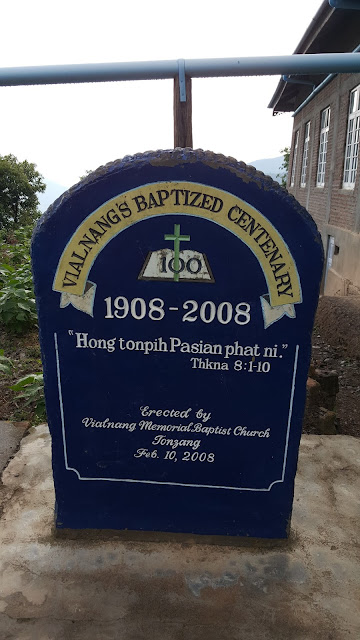 VIALNANG'S BAPTIZED CENTENARY
100
1908-2008
"Hong tonpih Pasian phat ni."
Thkna 8:1-10
Erected by
Vialnang Memorial Baptist Church
Tonzang
Feb. 10, 2008